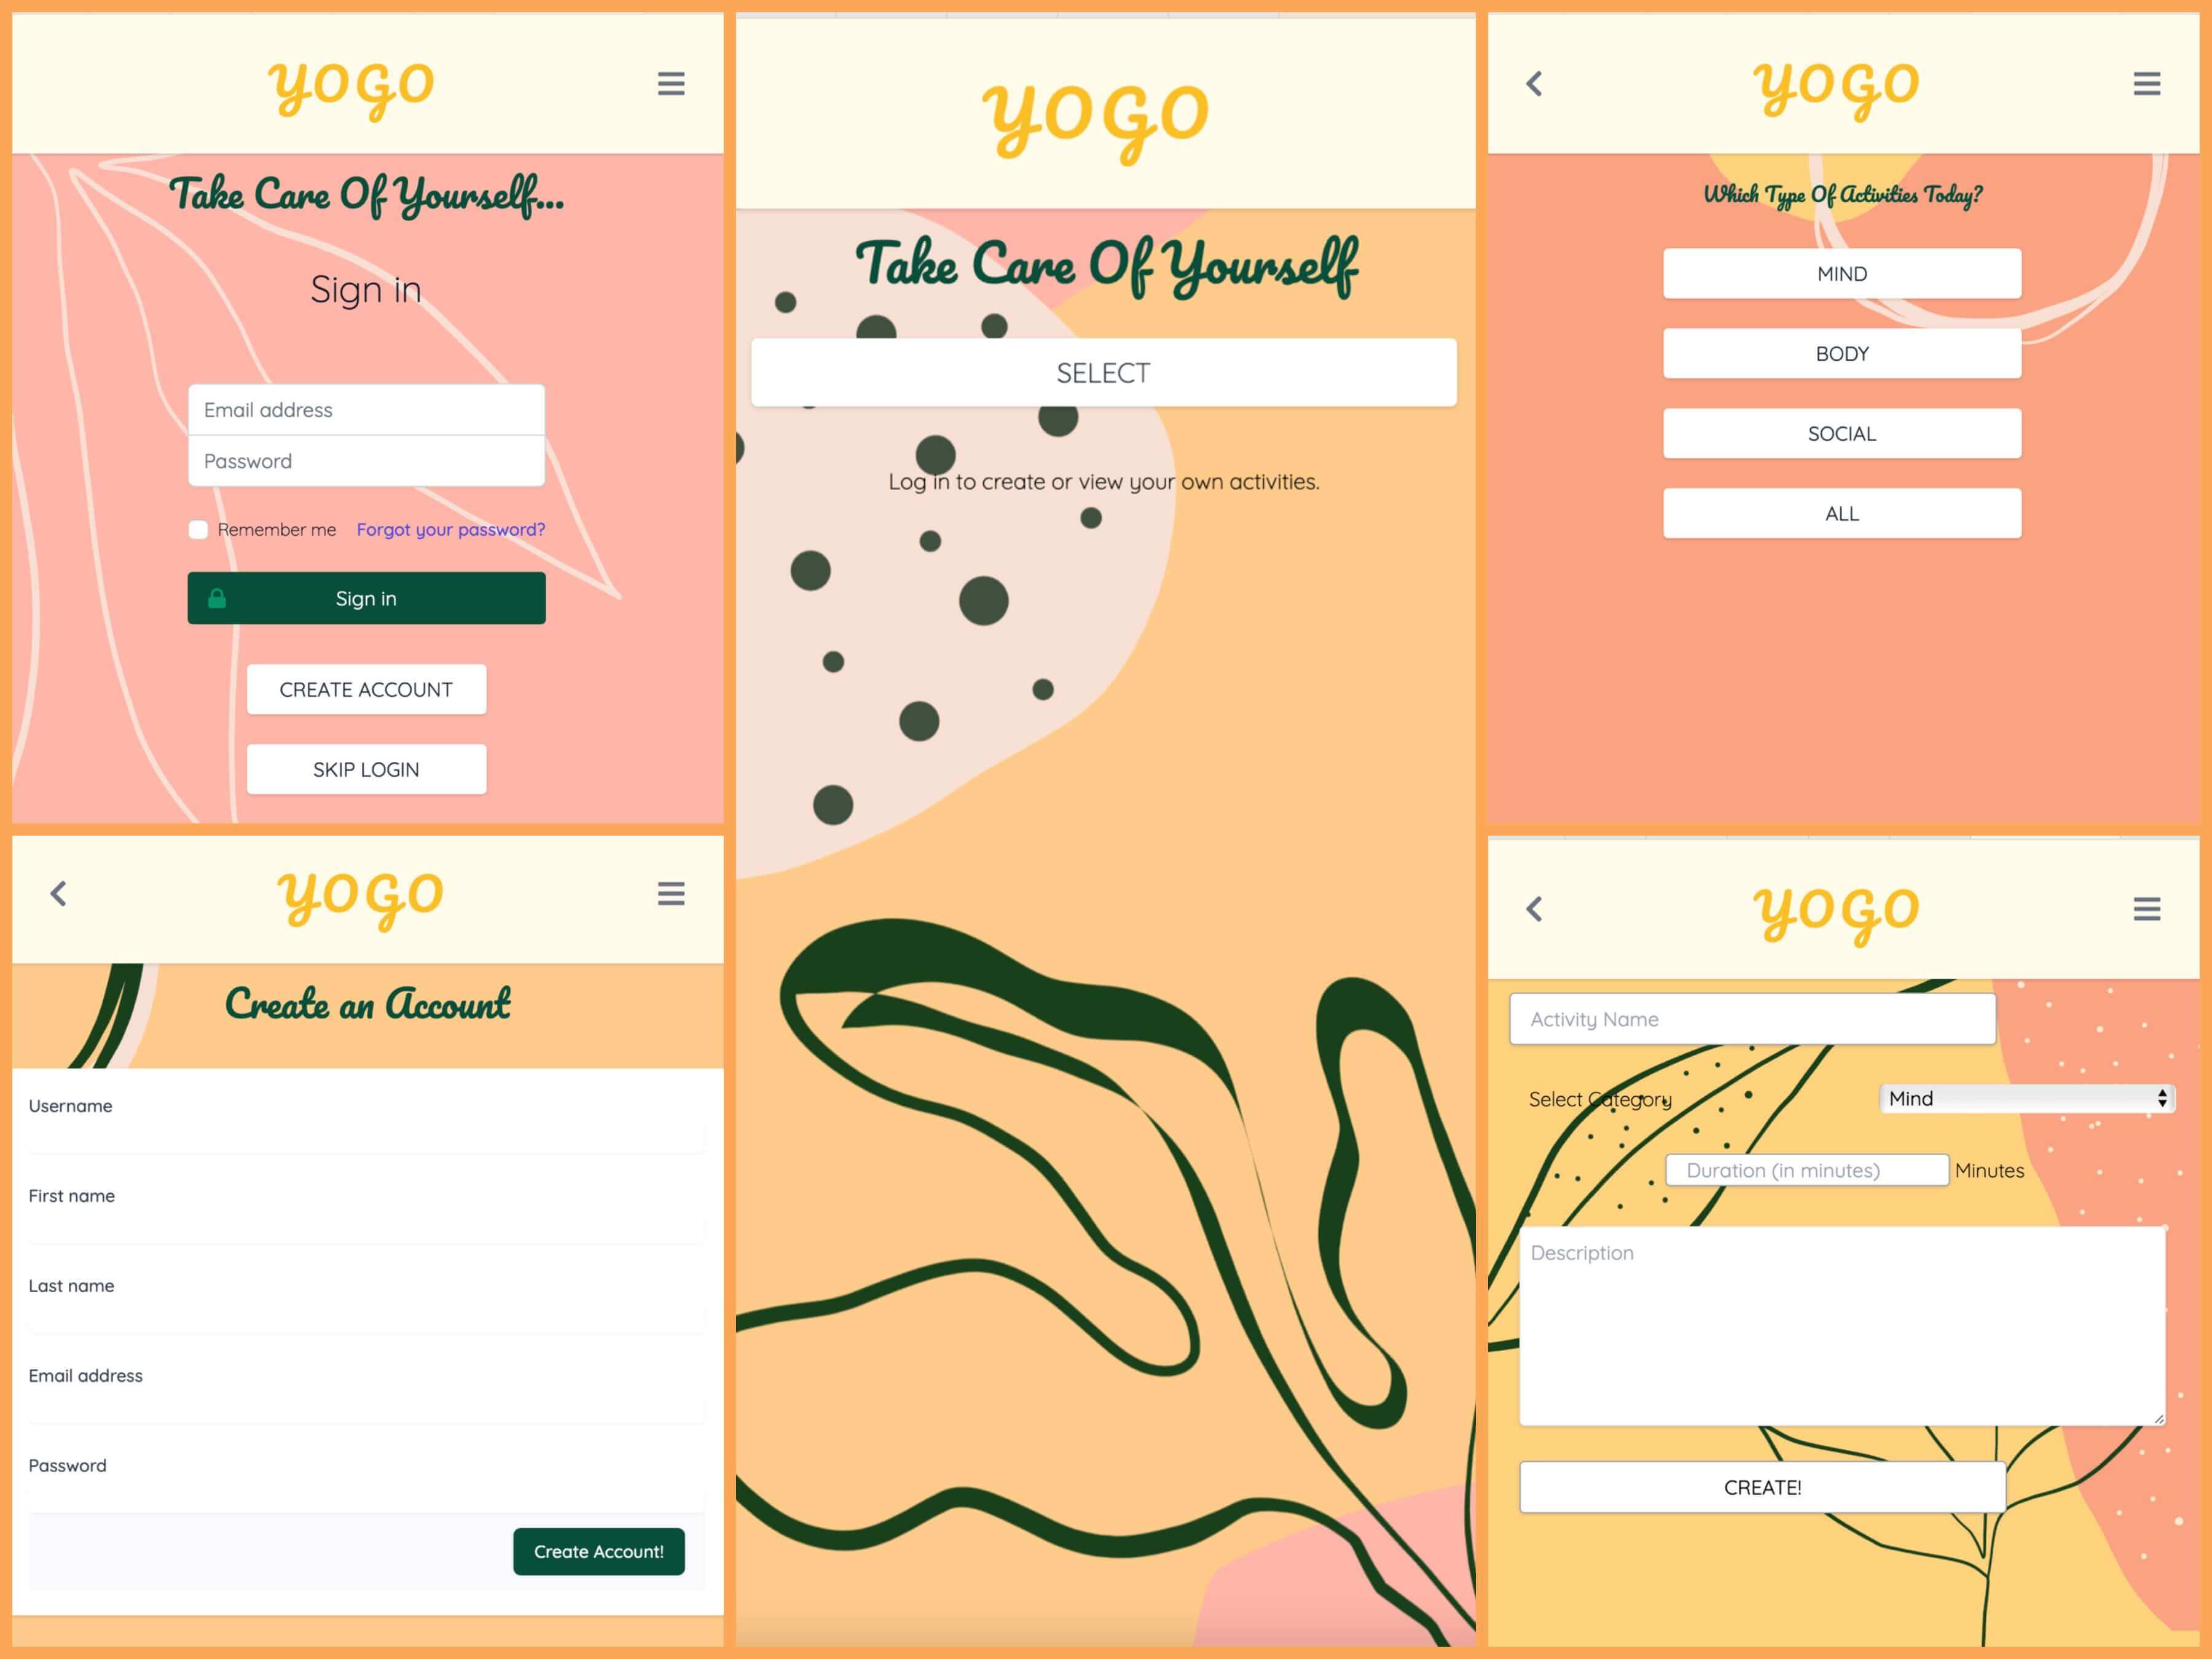 YOGO
Take Care Of Yourself...
Sign in
Email address
Password
Remember me Forgot your password?
Sign in
CREATE ACCOUNT
SKIP LOGIN
YOGO
Create an Account
Username
First name
Last name
Email address
Password
Create Account!
YOGO
Take Care Of Yourself
SELECT
Log in to create or view your own activities.
YOGO
Which Type Of Activities Today?
MIND
BODY
SOCIAL
ALL
YOGO
Activity Name
Select Category Mind
Duration (in minutes) Minutes
Description
CREATE!